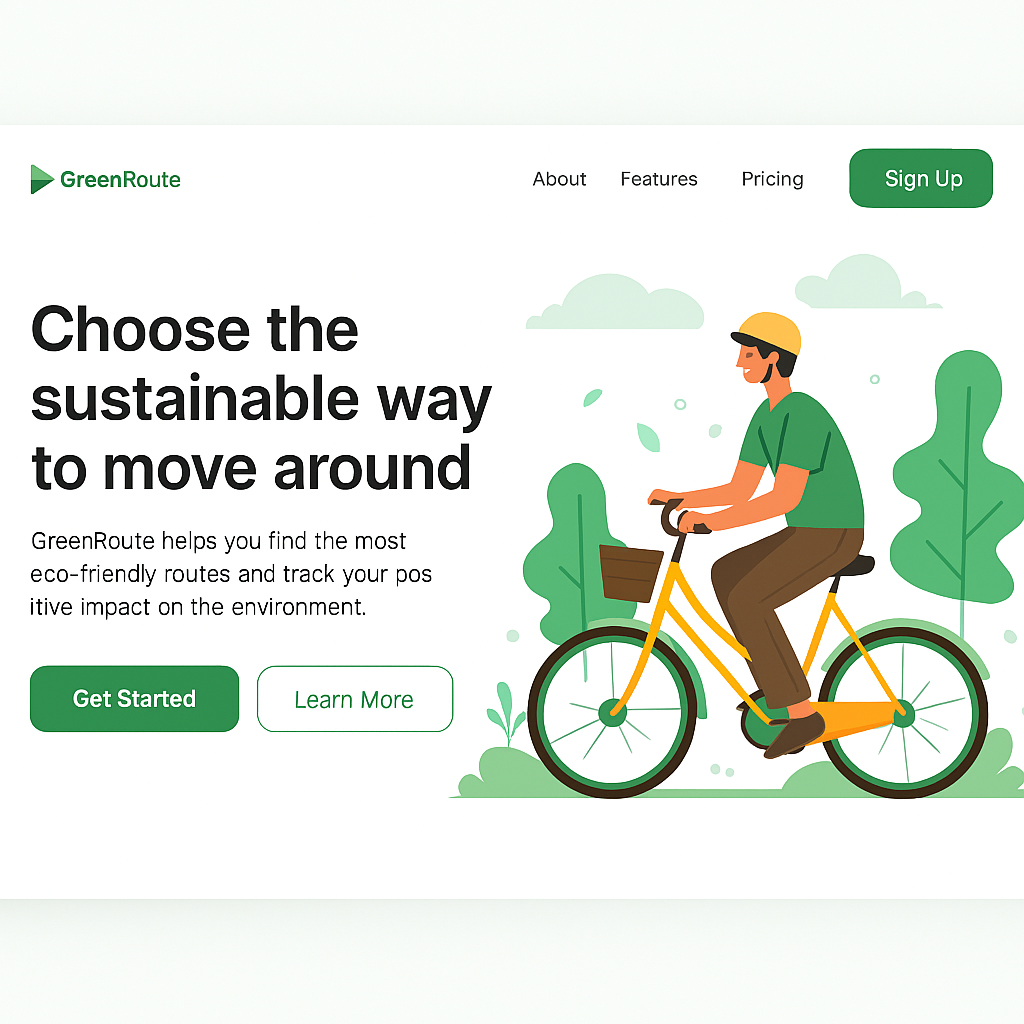 GreenRoute
About Features Pricing Sign Up
Choose the
sustainable way
to move around
GreenRoute helps you find the most
eco-friendly routes and track your pos
itive impact on the environment.
Get Started Learn More